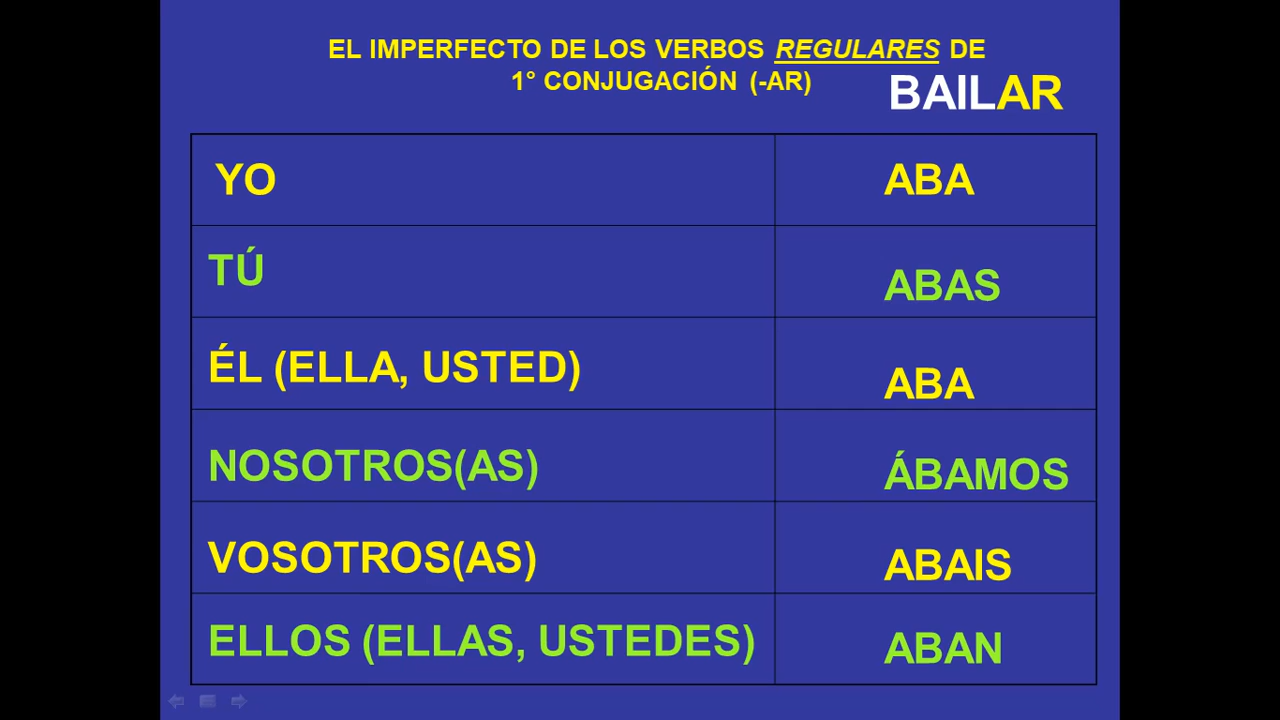 EL IMPERFECTO DE LOS VERBOS REGULARES DE
1° CONJUGACIÓN (-AR)
BAILAR
YO ABA
TÚ ABAS
ÉL (ELLA, USTED) ABA
NOSOTROS(AS) ÁBAMOS
VOSOTROS(AS) ABAIS
ELLOS (ELLAS, USTEDES) ABAN